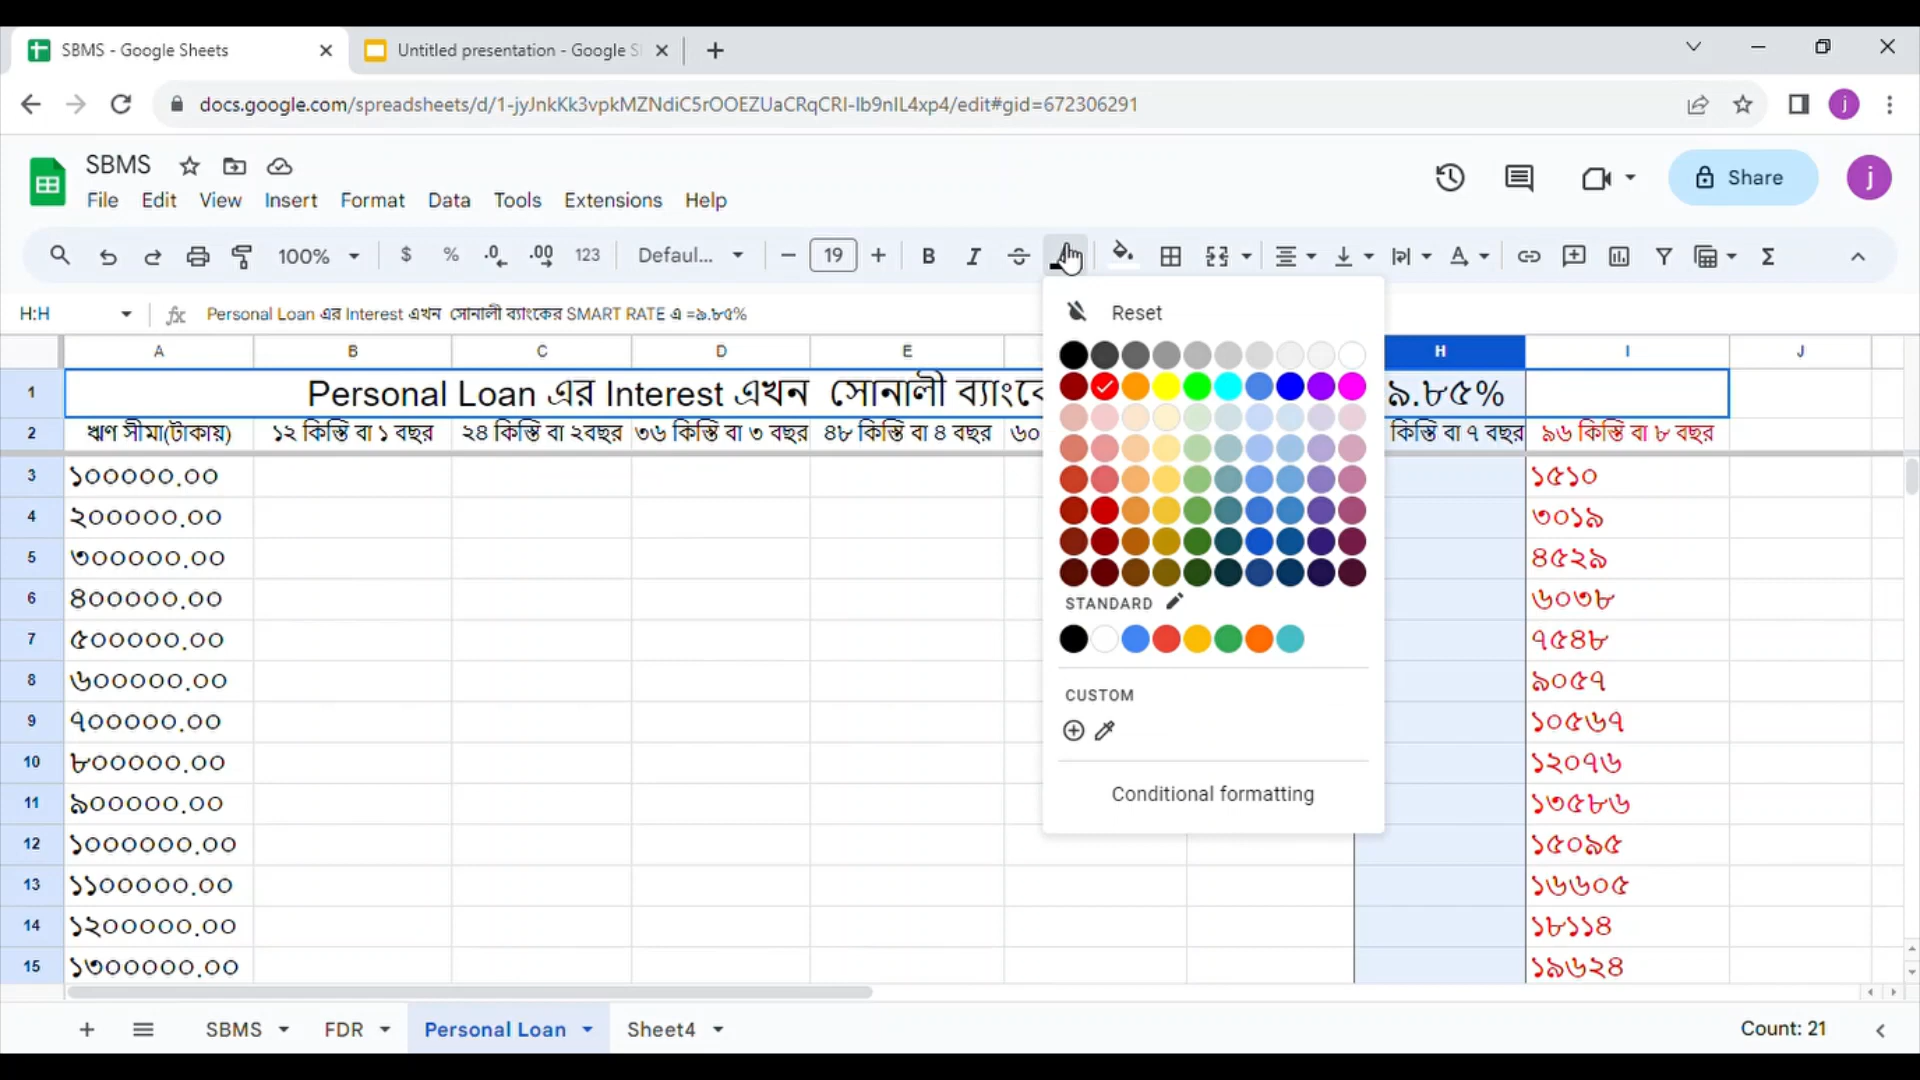 SBMS - Google Sheets
Untitled presentation - Google S
docs.google.com/spreadsheets/d/1-jyJnkKk3vpkMZNdiC5rOOEZUaCRqCRI-Ib9nIL4xp4/edit#gid=672306291
j
SBMS
File Edit View Insert Format Data Tools Extensions Help
Share
j
100% $ % .0 .00 123 Defaul... 19 B I
H:H
fx Personal Loan এর Interest এখন সোনালী ব্যাংকের SMART RATE এ =৯.৮৫%
Reset
A B C D E H I J
1 Personal Loan এর Interest এখন সোনালী ব্যাংকে ৯.৮৫%
2 ঋণ সীমা(টাকায়) ১২ কিস্তি বা ১ বছর ২৪ কিস্তি বা ২বছর ৩৬ কিস্তি বা ৩ বছর ৪৮ কিস্তি বা ৪ বছর ৬০ কিস্তি বা ৭ বছর ৯৬ কিস্তি বা ৮ বছর
3 ১০০০০০.০০ ১৫১০
4 ২০০০০০.০০ ৩০১৯
5 ৩০০০০০.০০ ৪৫২৯
6 ৪০০০০০.০০ ৬০৩৮
STANDARD
7 ৫০০০০০.০০ ৭৫৪৮
8 ৬০০০০০.০০ ৯০৫৭
CUSTOM
9 ৭০০০০০.০০ ১০৫৬৭
10 ৮০০০০০.০০ ১২০৭৬
Conditional formatting
11 ৯০০০০০.০০ ১৩৫৮৬
12 ১০০০০০০.০০ ১৫০৯৫
13 ১১০০০০০.০০ ১৬৬০৫
14 ১২০০০০০.০০ ১৮১১৪
15 ১৩০০০০০.০০ ১৯৬২৪
SBMS FDR Personal Loan Sheet4 Count: 21